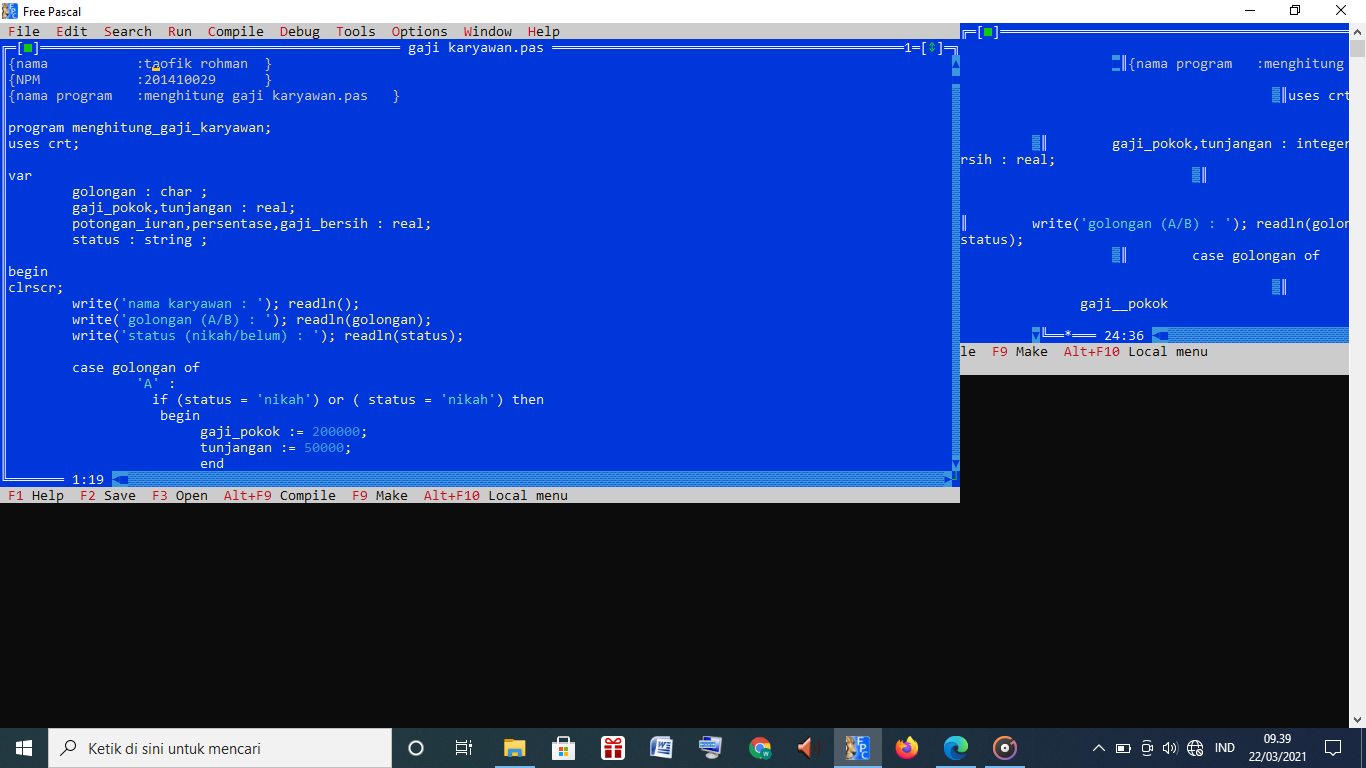 Free Pascal
File Edit Search Run Compile Debug Tools Options Window Help
gaji karyawan.pas 1
{nama :taofik rohman }
{NPM :201410029 }
{nama program :menghitung gaji karyawan.pas }
program menghitung_gaji_karyawan;
uses crt;
var
golongan : char ;
gaji_pokok,tunjangan : real;
potongan_iuran,persentase,gaji_bersih : real;
status : string ;
begin
clrscr;
write('nama karyawan : '); readln();
write('golongan (A/B) : '); readln(golongan);
write('status (nikah/belum) : '); readln(status);
case golongan of
'A' :
if (status = 'nikah') or ( status = 'nikah') then
begin
gaji_pokok := 200000;
tunjangan := 50000;
end
1:19
F1 Help F2 Save F3 Open Alt+F9 Compile F9 Make Alt+F10 Local menu
{nama program :menghitung
uses crt
gaji_pokok,tunjangan : integer
rsih : real;
write('golongan (A/B) : '); readln(golon
status);
case golongan of
gaji__pokok
* 24:36
le F9 Make Alt+F10 Local menu
Ketik di sini untuk mencari
IND
09.39
22/03/2021